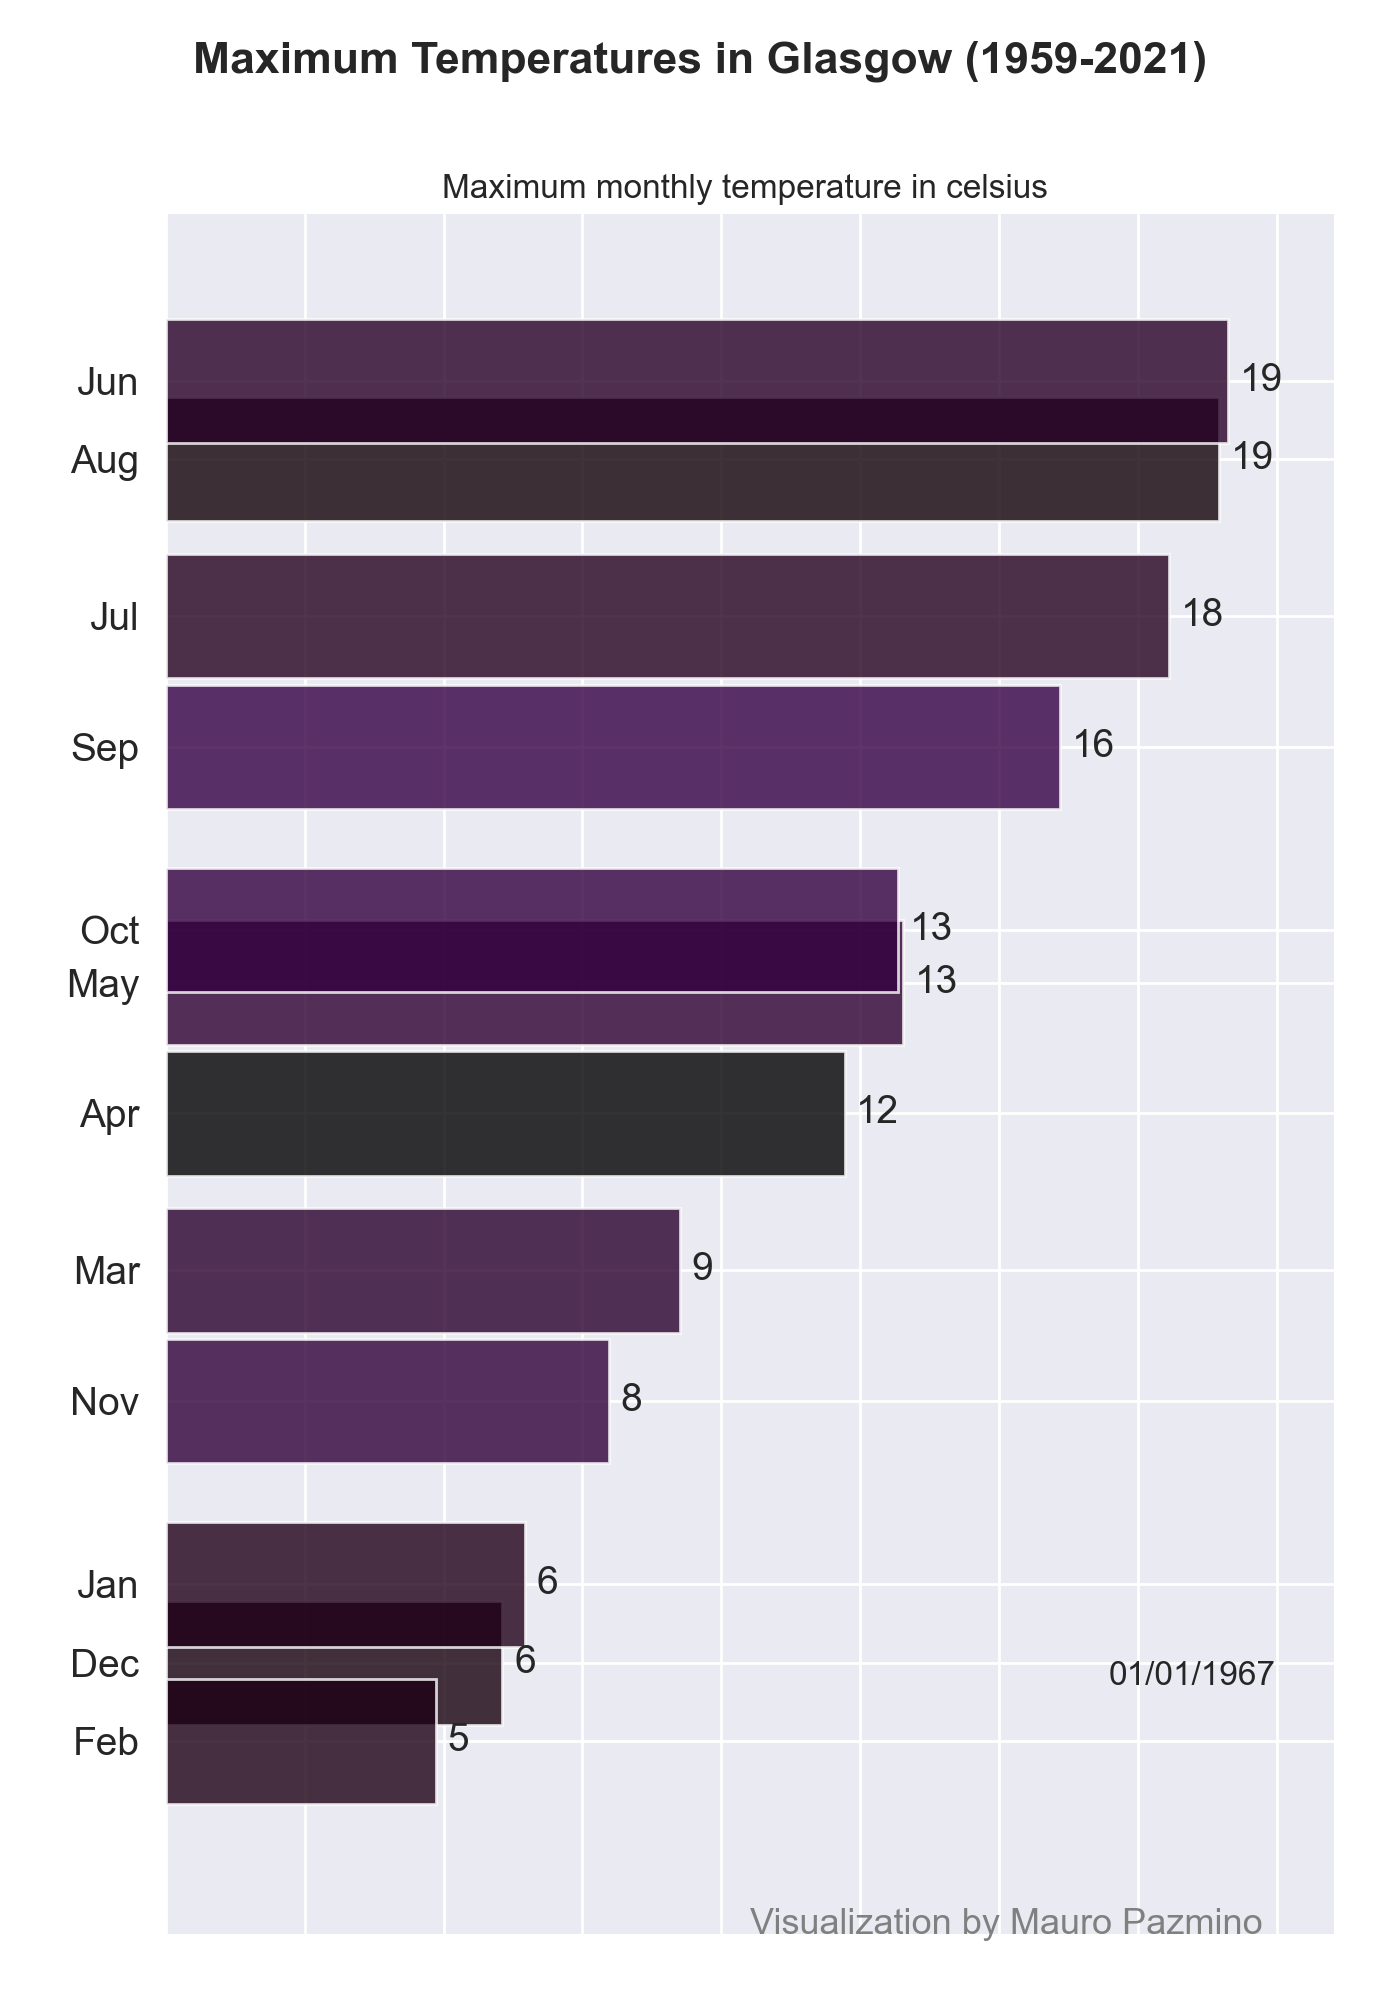 Maximum Temperatures in Glasgow (1959-2021)
Maximum monthly temperature in celsius
Jun 19
Aug 19
Jul 18
Sep 16
Oct 13
May 13
Apr 12
Mar 9
Nov 8
Jan 6
Dec 6
01/01/1967
Feb 5
Visualization by Mauro Pazmino